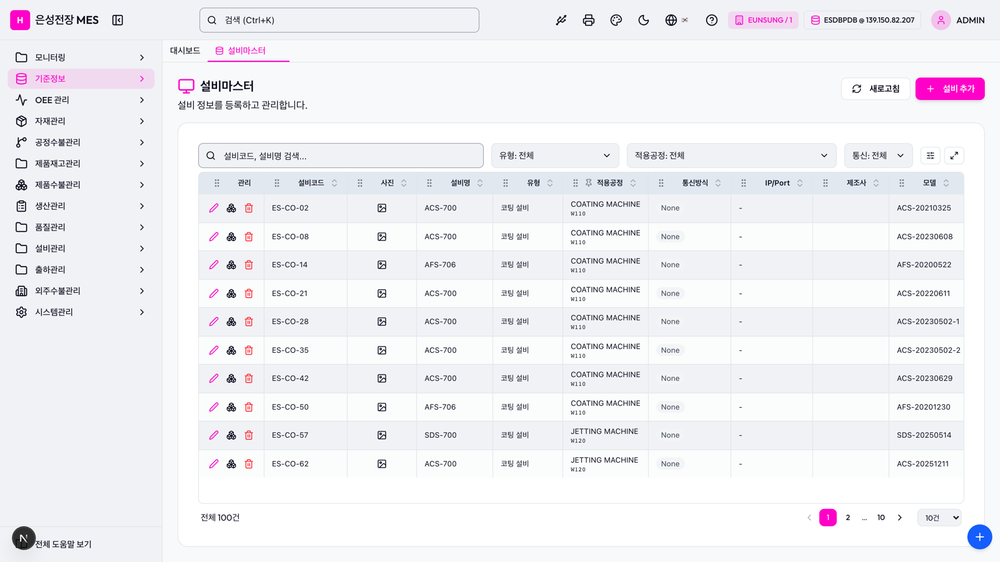 H 은성전장 MES 검색 (Ctrl+K) EUNSUNG / 1 ESDBPDB @ 139.150.82.207 ADMIN
모니터링
기준정보
OEE 관리
자재관리
공정수불관리
제품재고관리
제품수불관리
생산관리
품질관리
설비관리
출하관리
외주수불관리
시스템관리
N 전체 도움말 보기
대시보드 설비마스터
설비마스터
설비 정보를 등록하고 관리합니다.
새로고침 설비 추가
설비코드, 설비명 검색... 유형: 전체 적용공정: 전체 통신: 전체
관리 설비코드 사진 설비명 유형 적용공정 통신방식 IP/Port 제조사 모델
ES-CO-02 ACS-700 코팅 설비 COATING MACHINE None - ACS-20210325
W110
ES-CO-08 ACS-700 코팅 설비 COATING MACHINE None - ACS-20230608
W110
ES-CO-14 AFS-706 코팅 설비 COATING MACHINE None - AFS-20200522
W110
ES-CO-21 ACS-700 코팅 설비 COATING MACHINE None - ACS-20220611
W110
ES-CO-28 ACS-700 코팅 설비 COATING MACHINE None - ACS-20230502-1
W110
ES-CO-35 ACS-700 코팅 설비 COATING MACHINE None - ACS-20230502-2
W110
ES-CO-42 ACS-700 코팅 설비 COATING MACHINE None - ACS-20230629
W110
ES-CO-50 AFS-706 코팅 설비 COATING MACHINE None - AFS-20201230
W110
ES-CO-57 SDS-700 코팅 설비 JETTING MACHINE None - SDS-20250514
W120
ES-CO-62 ACS-700 코팅 설비 JETTING MACHINE None - ACS-20251211
W120
전체 100건 1 2 ... 10 10건